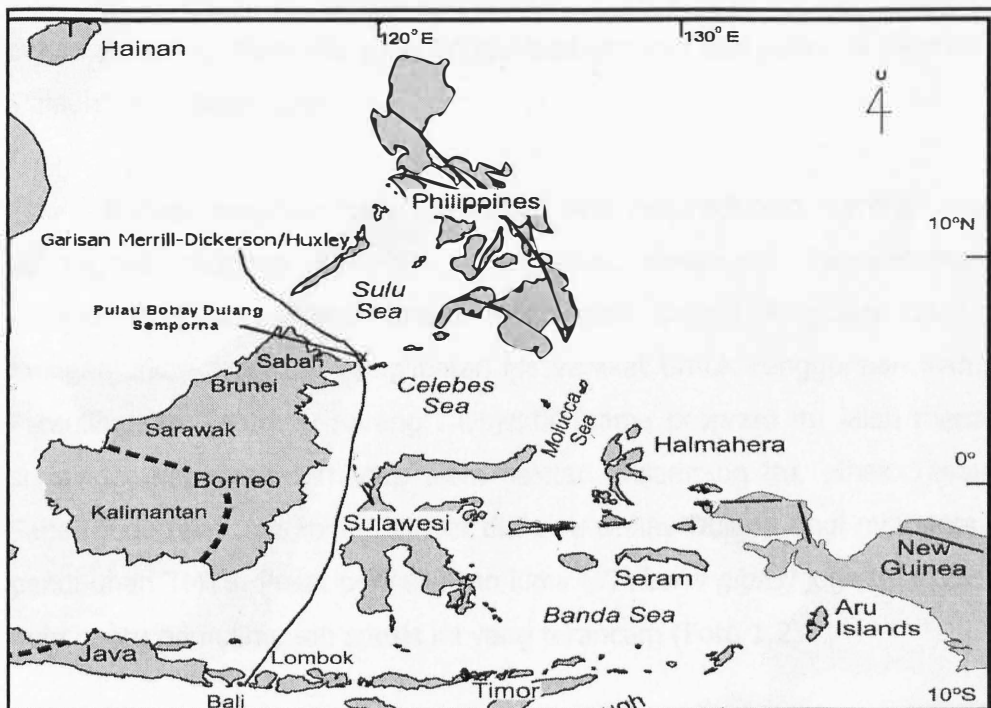 120°E
130° E
Hainan
U
Philippines
10°N
Garisan Merrill-Dickerson/Huxley
Sulu
Sea
Pulau Bohay Dulang
Semporna
Sabah
Brunei
Celebes
Sea
Molucca
Sea
Sarawak
Halmahera
0°
Borneo
Kalimantan
Sulawesi
New
Guinea
Seram
Banda Sea
Aru
Islands
Java
Lombok
Timor
Bali
10°S